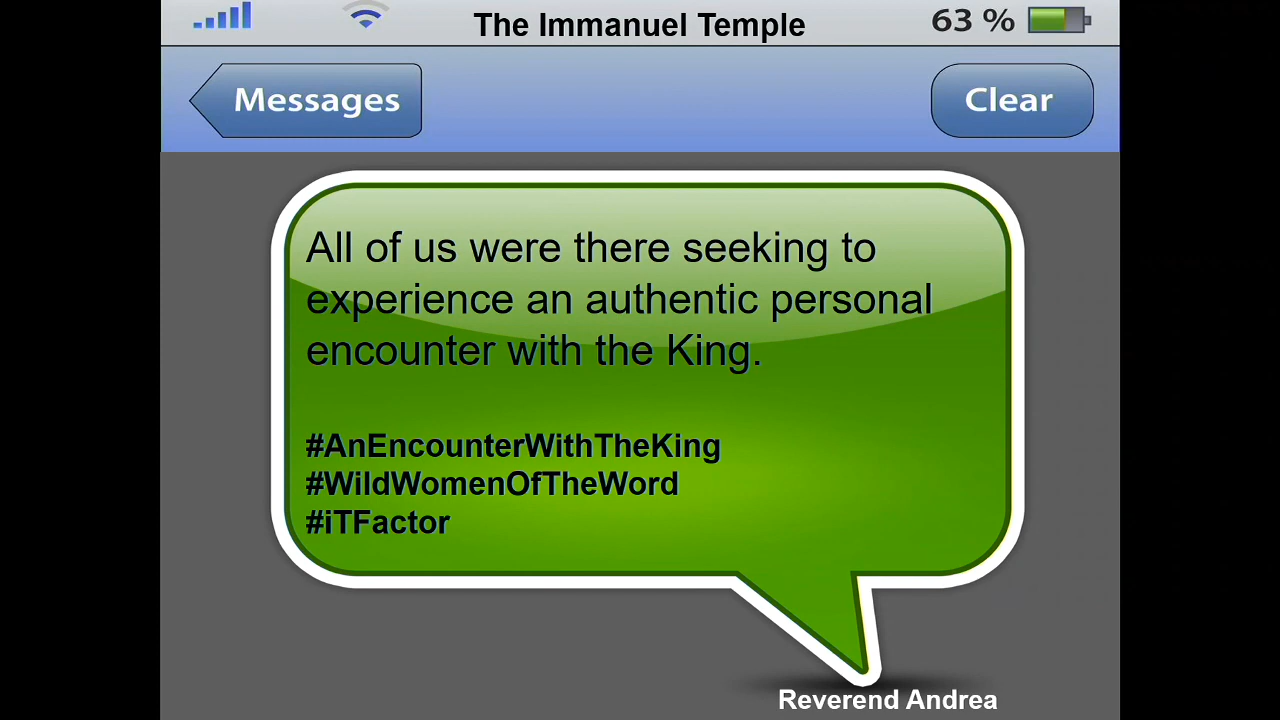 The Immanuel Temple
63 %
Messages
Clear
All of us were there seeking to
experience an authentic personal
encounter with the King.
#AnEncounterWithTheKing
#WildWomenOfTheWord
#iTFactor
Reverend Andrea